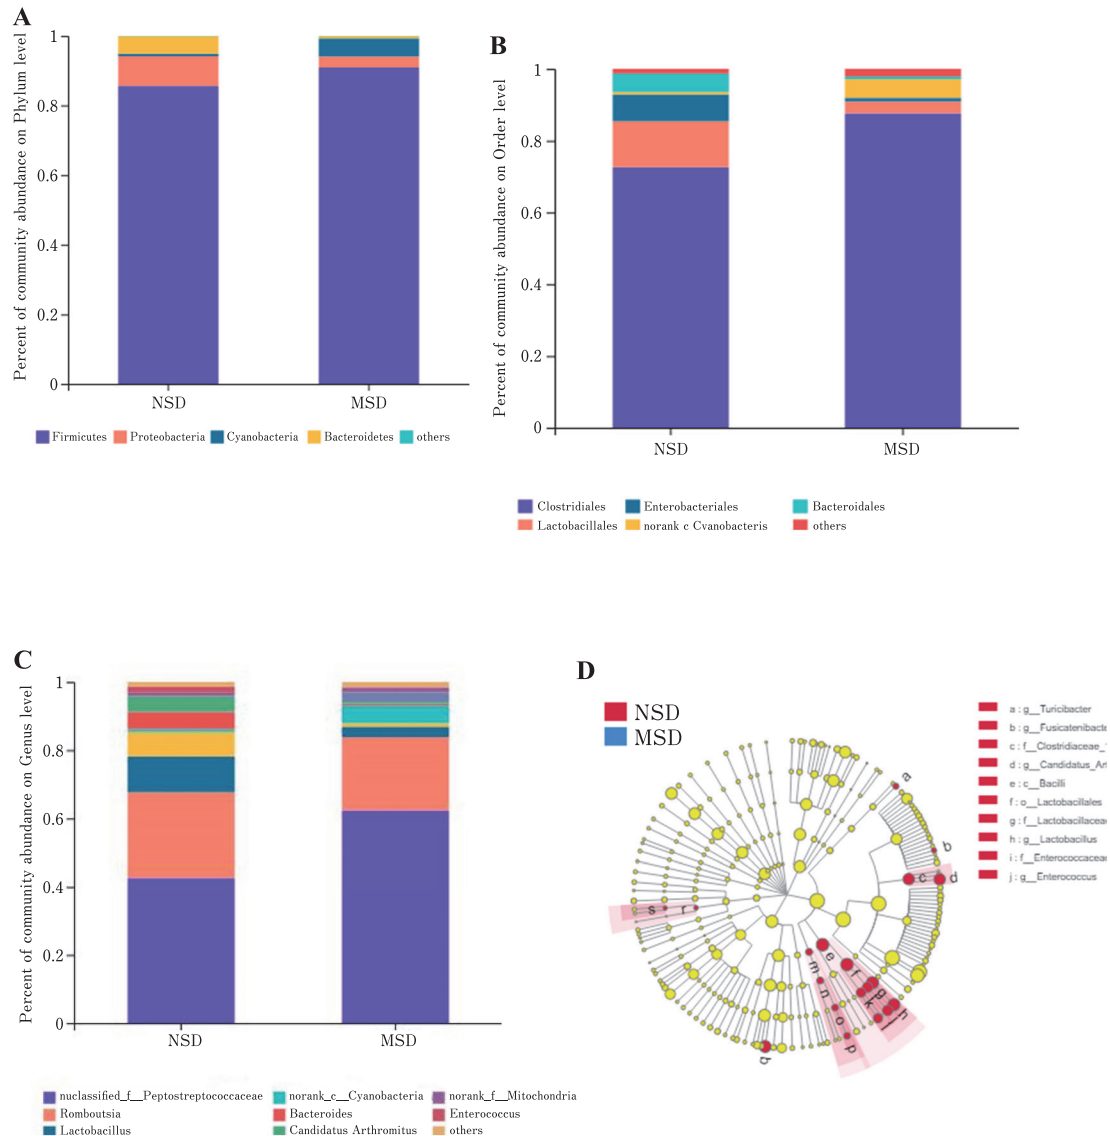 A
Percent of community abundance on Phylum level
1
0.8
0.6
0.4
0.2
0
NSD MSD
Firmicutes Proteobacteria Cyanobacteria Bacteroidetes others
B
Percent of community abundance on Order level
1
0.8
0.6
0.4
0.2
0
NSD MSD
Clostridiales Enterobacteriales Bacteroidales
Lactobacillales norank c Cvanobacteris others
C
Percent of community abundance on Genus level
1
0.8
0.6
0.4
0.2
0
NSD MSD
nuclassified_f__Peptostreptococcaceae norank_c__Cyanobacteria norank_f__Mitochondria
Romboutsia Bacteroides Enterococcus
Lactobacillus Candidatus Arthromitus others
D
NSD
MSD
a : g__Turicibacter
b : g__Fusicatenibacte
c : f__Clostridiaceae_
d : g__Candidatus_Art
e : c__Bacilli
f : o__Lactobacillales
g : f__Lactobacillaceae
h : g__Lactobacillus
i : f__Enterococcaceae
j : g__Enterococcus
a
b
c d
s r
e
f
g
h
k
m
n
o
p
q